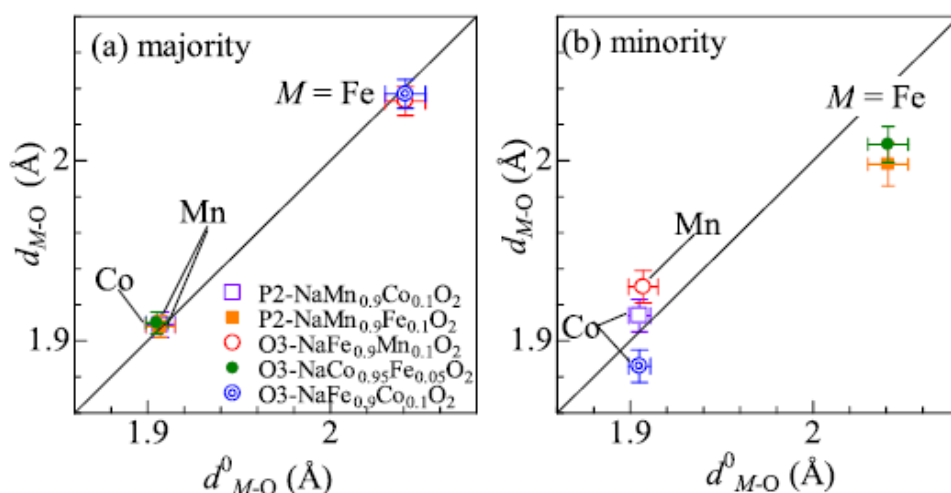 (a) majority
M = Fe
2
Mn
Co
1.9
d_M-O (Å)
P2-NaMn0.9Co0.1O2
P2-NaMn0.9Fe0.1O2
O3-NaFe0.9Mn0.1O2
O3-NaCo0.95Fe0.05O2
O3-NaFe0.9Co0.1O2
1.9 2
d^0_M-O (Å)
(b) minority
M = Fe
2
Mn
Co
1.9
d_M-O (Å)
1.9 2
d^0_M-O (Å)